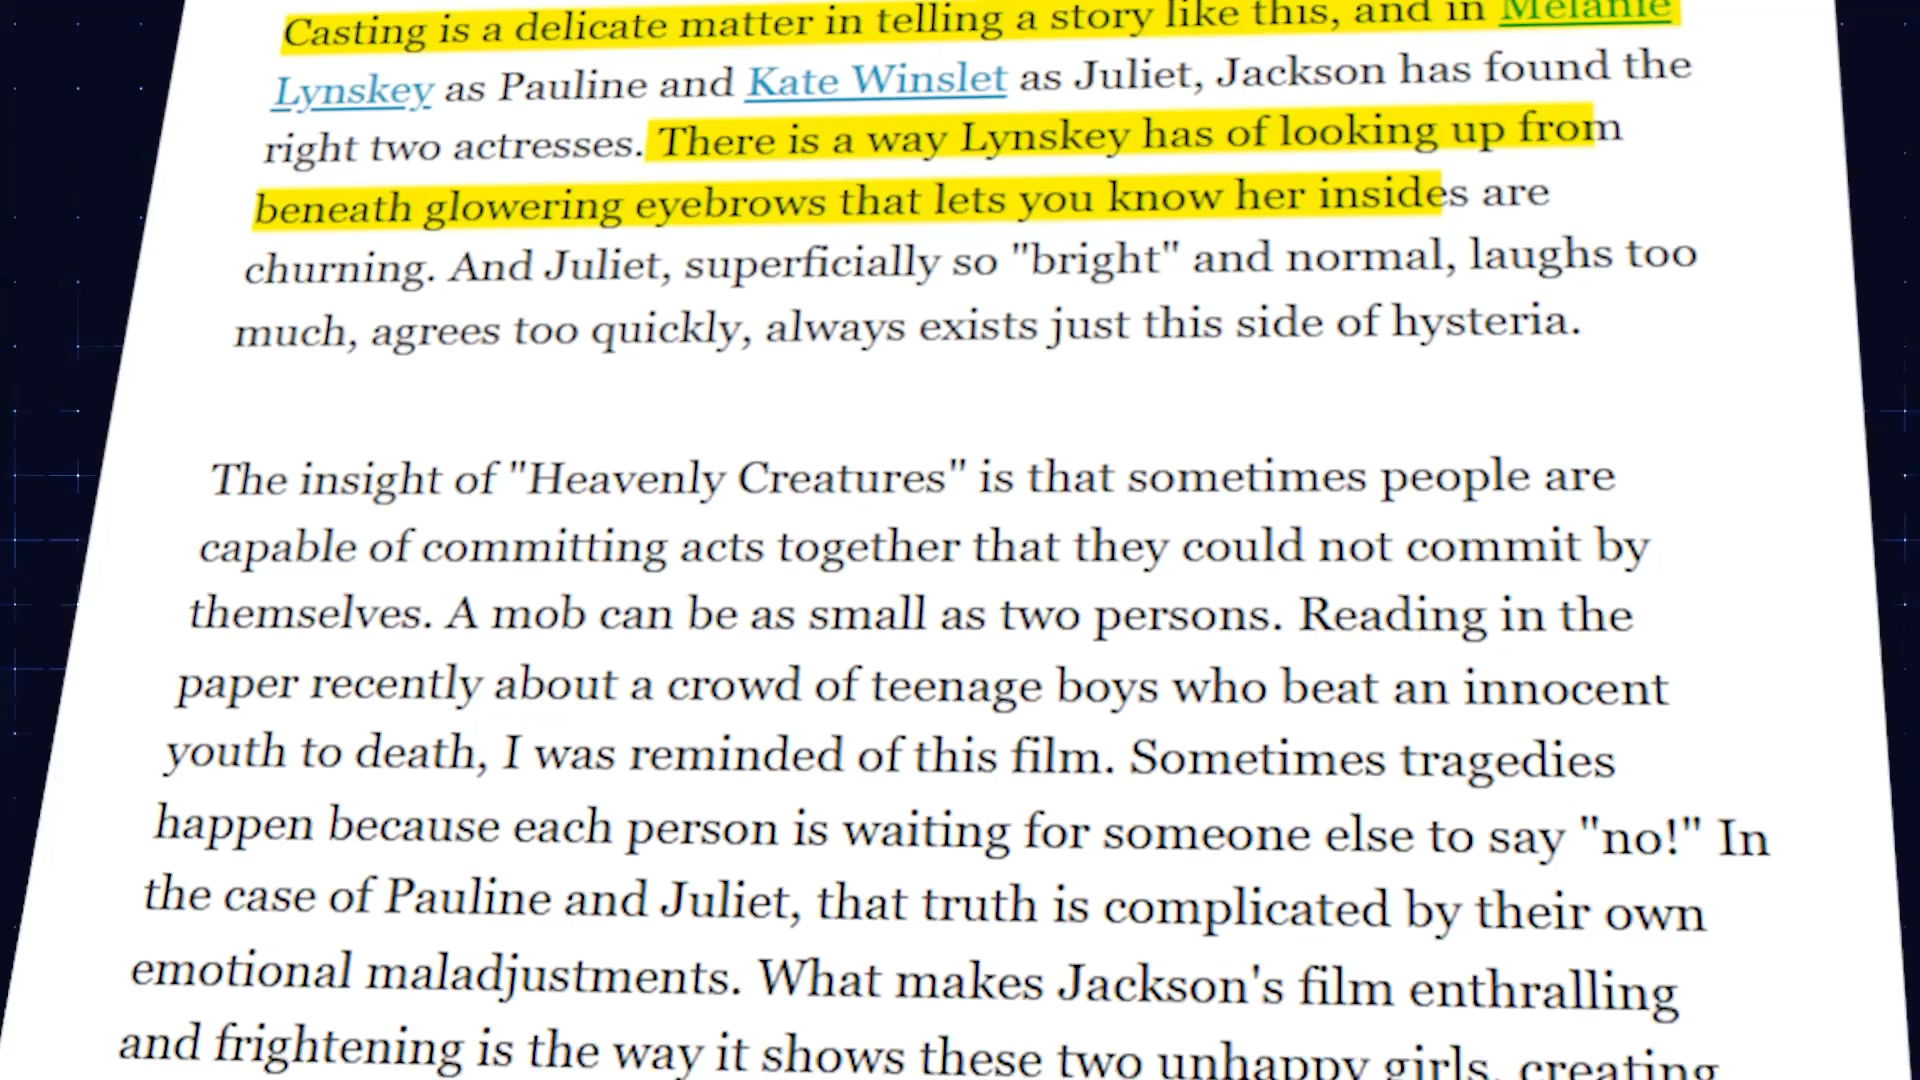 Casting is a delicate matter in telling a story like this, and in Melanie
Lynskey as Pauline and Kate Winslet as Juliet, Jackson has found the
right two actresses. There is a way Lynskey has of looking up from
beneath glowering eyebrows that lets you know her insides are
churning. And Juliet, superficially so "bright" and normal, laughs too
much, agrees too quickly, always exists just this side of hysteria.
The insight of "Heavenly Creatures" is that sometimes people are
capable of committing acts together that they could not commit by
themselves. A mob can be as small as two persons. Reading in the
paper recently about a crowd of teenage boys who beat an innocent
youth to death, I was reminded of this film. Sometimes tragedies
happen because each person is waiting for someone else to say "no!" In
the case of Pauline and Juliet, that truth is complicated by their own
emotional maladjustments. What makes Jackson's film enthralling
and frightening is the way it shows these two unhappy girls, creating